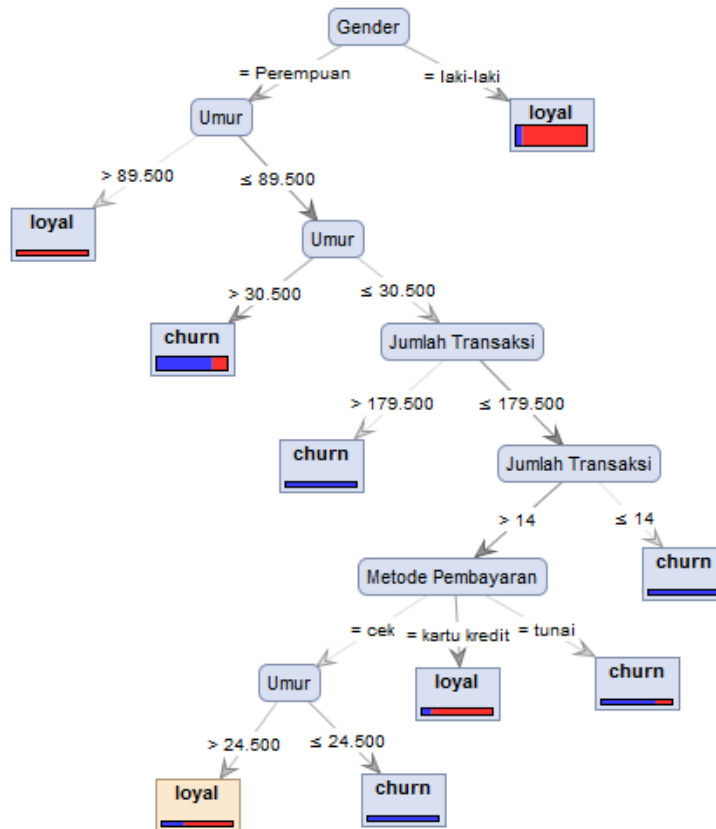 Gender
= Perempuan
= laki-laki
Umur
loyal
> 89.500
≤ 89.500
loyal
Umur
> 30.500
≤ 30.500
churn
Jumlah Transaksi
> 179.500
≤ 179.500
churn
Jumlah Transaksi
> 14
≤ 14
Metode Pembayaran
churn
= cek
= kartu kredit
= tunai
Umur
loyal
churn
> 24.500
≤ 24.500
loyal
churn